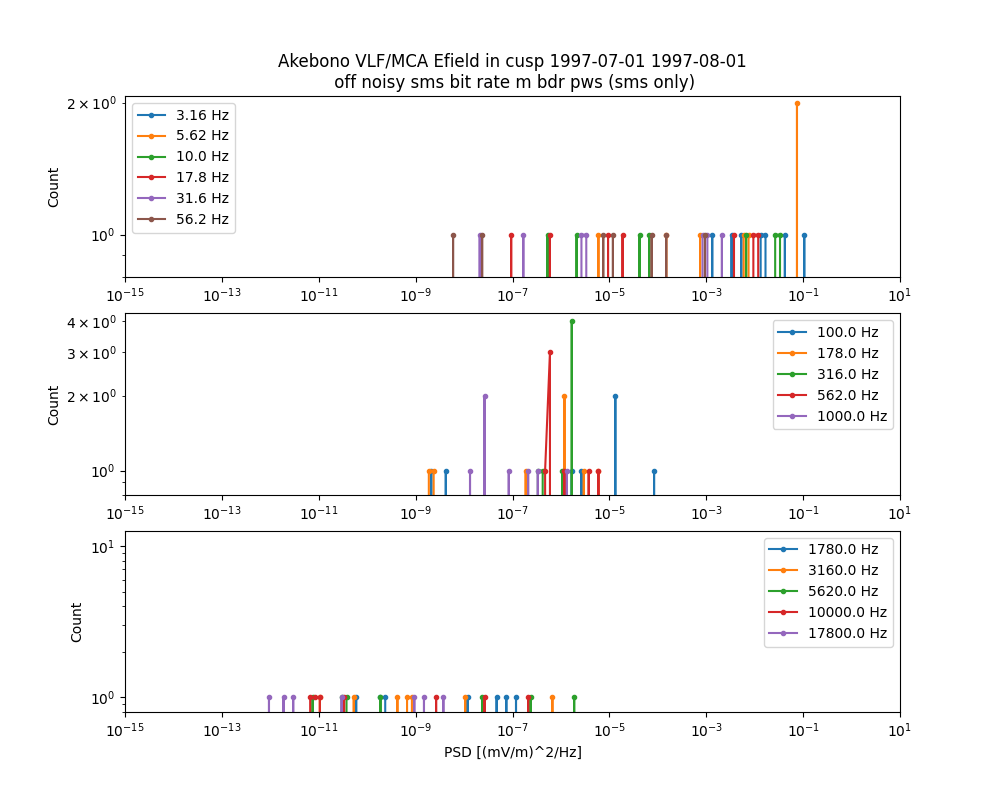 Akebono VLF/MCA Efield in cusp 1997-07-01 1997-08-01
off noisy sms bit rate m bdr pws (sms only)
2 × 10⁰
10⁰
Count
3.16 Hz
5.62 Hz
10.0 Hz
17.8 Hz
31.6 Hz
56.2 Hz
10⁻¹⁵ 10⁻¹³ 10⁻¹¹ 10⁻⁹ 10⁻⁷ 10⁻⁵ 10⁻³ 10⁻¹ 10¹
4 × 10⁰
3 × 10⁰
2 × 10⁰
10⁰
Count
100.0 Hz
178.0 Hz
316.0 Hz
562.0 Hz
1000.0 Hz
10⁻¹⁵ 10⁻¹³ 10⁻¹¹ 10⁻⁹ 10⁻⁷ 10⁻⁵ 10⁻³ 10⁻¹ 10¹
10¹
10⁰
Count
1780.0 Hz
3160.0 Hz
5620.0 Hz
10000.0 Hz
17800.0 Hz
10⁻¹⁵ 10⁻¹³ 10⁻¹¹ 10⁻⁹ 10⁻⁷ 10⁻⁵ 10⁻³ 10⁻¹ 10¹
PSD [(mV/m)^2/Hz]